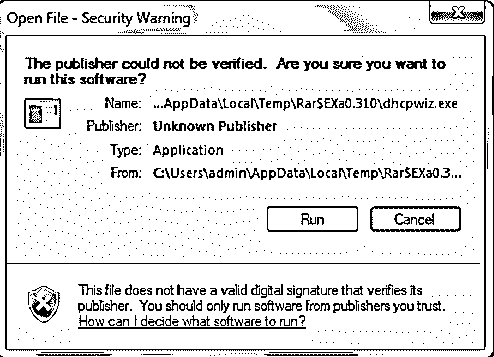 Open File - Security Warning
The publisher could not be verified.  Are you sure you want to
run this software?
Name: ...AppData\Local\Temp\Rar$EXa0.310\dhcpwiz.exe
Publisher: Unknown Publisher
Type: Application
From: C:\Users\admin\AppData\Local\Temp\Rar$EXa0.3...
Run Cancel
This file does not have a valid digital signature that verifies its
publisher.  You should only run software from publishers you trust.
How can I decide what software to run?